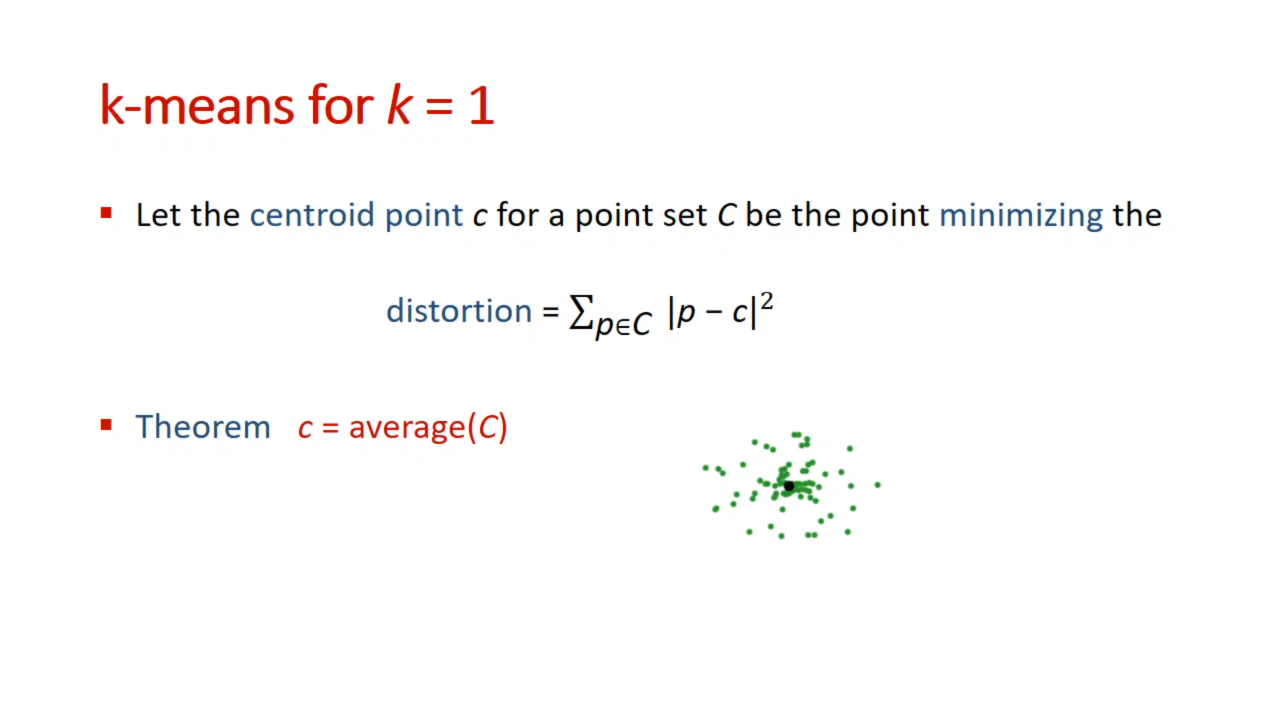 k-means for k = 1
▪ Let the centroid point c for a point set C be the point minimizing the
distortion = ∑p∈C |p − c|²
▪ Theorem c = average(C)